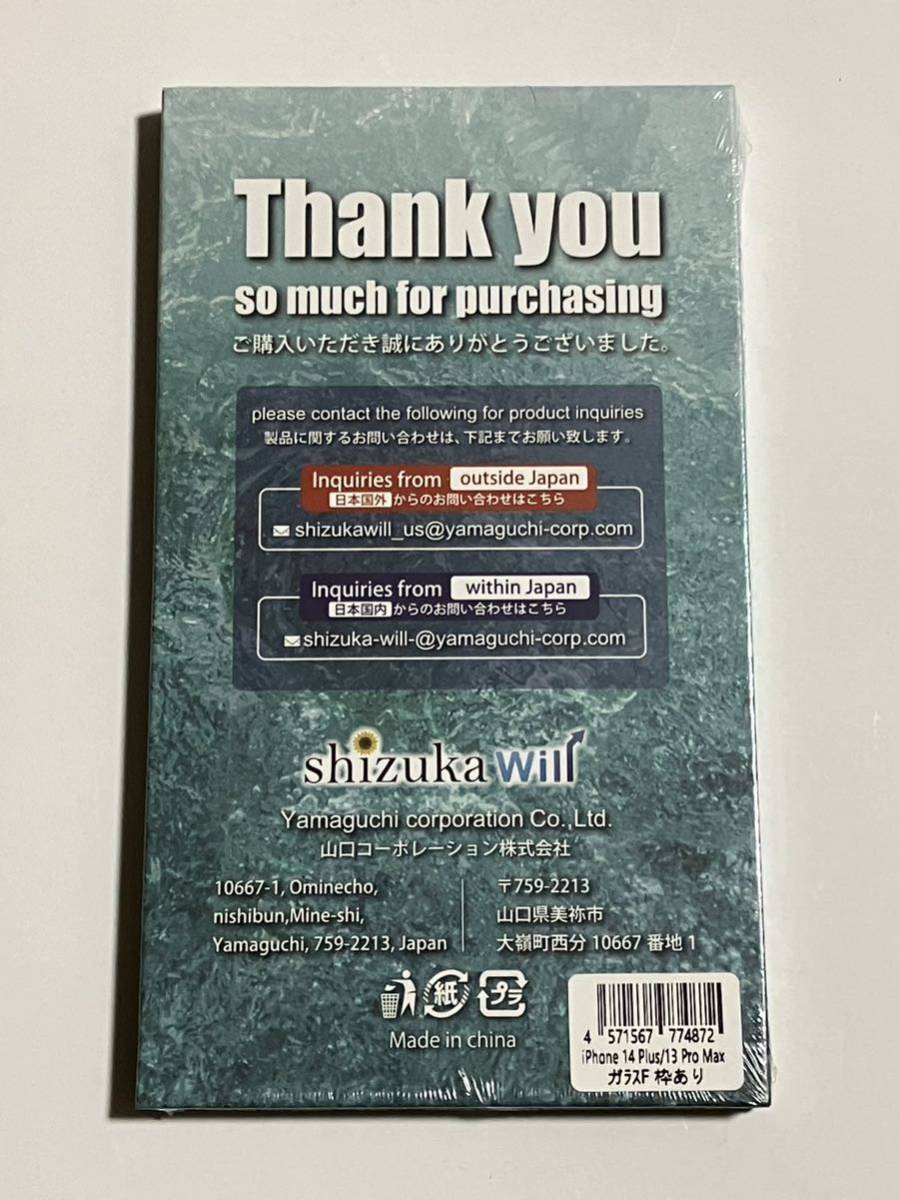 Thank you
so much for purchasing
ご購入いただき誠にありがとうございました。
please contact the following for product inquiries
製品に関するお問い合わせは、下記までお願い致します。
Inquiries from outside Japan
日本国外からのお問い合わせはこちら
shizukawill_us@yamaguchi-corp.com
Inquiries from within Japan
日本国内からのお問い合わせはこちら
shizuka-will-@yamaguchi-corp.com
shizuka Will
Yamaguchi corporation Co.,Ltd.
山口コーポレーション株式会社
10667-1, Ominecho,
nishibun,Mine-shi,
Yamaguchi, 759-2213, Japan
〒759-2213
山口県美祢市
大嶺町西分 10667 番地 1
紙 プラ
Made in china
4 571567 774872
iPhone 14 Plus/13 Pro Max
ガラスF 枠あり